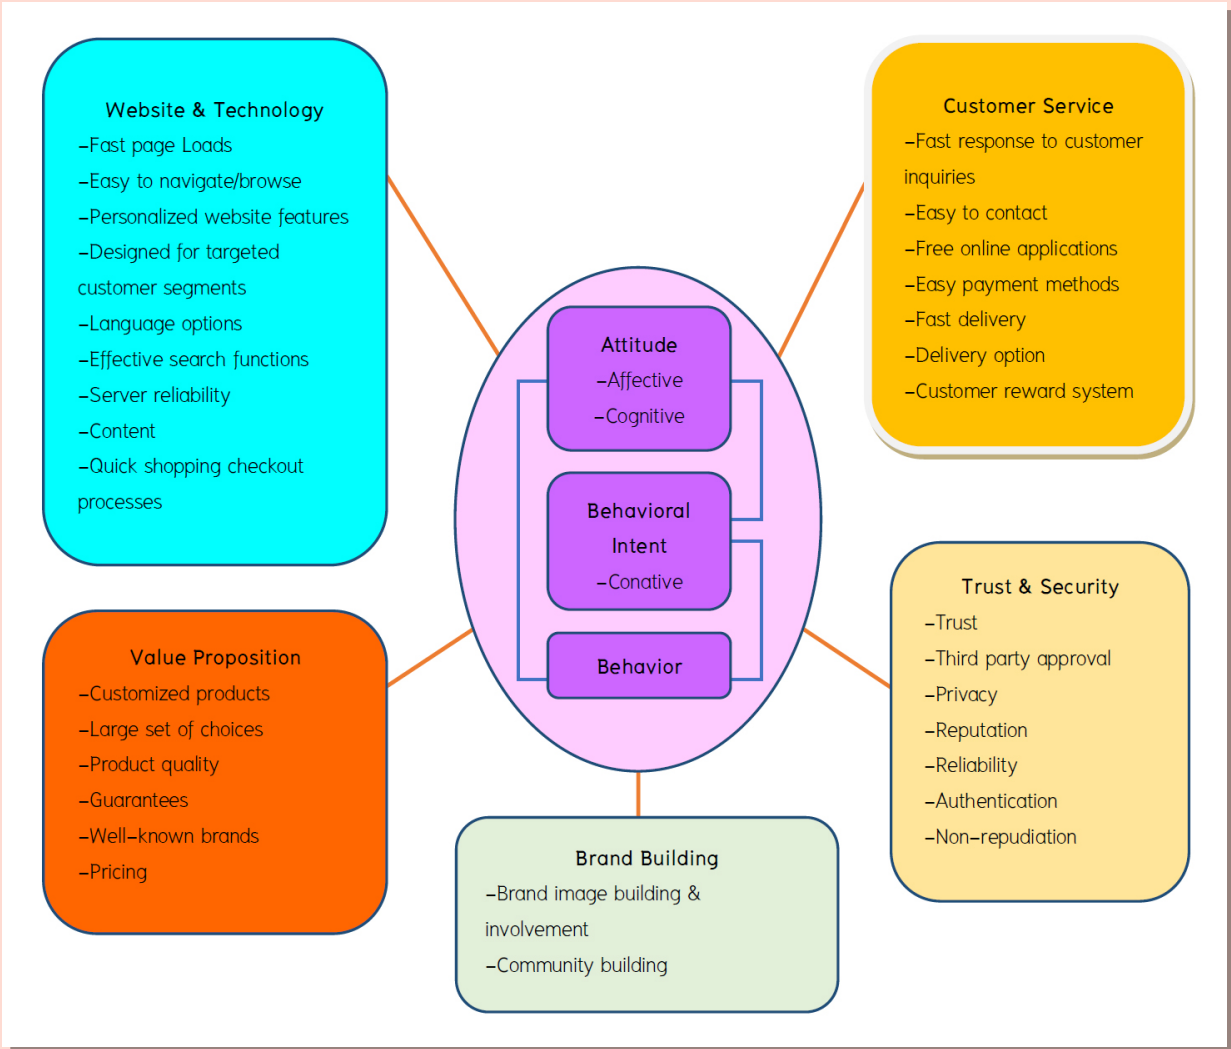 Website & Technology
–Fast page Loads
–Easy to navigate/browse
–Personalized website features
–Designed for targeted
customer segments
–Language options
–Effective search functions
–Server reliability
–Content
–Quick shopping checkout
processes
Customer Service
–Fast response to customer
inquiries
–Easy to contact
–Free online applications
–Easy payment methods
–Fast delivery
–Delivery option
–Customer reward system
Attitude
–Affective
–Cognitive
Behavioral
Intent
–Conative
Behavior
Value Proposition
–Customized products
–Large set of choices
–Product quality
–Guarantees
–Well–known brands
–Pricing
Trust & Security
–Trust
–Third party approval
–Privacy
–Reputation
–Reliability
–Authentication
–Non–repudiation
Brand Building
–Brand image building &
involvement
–Community building